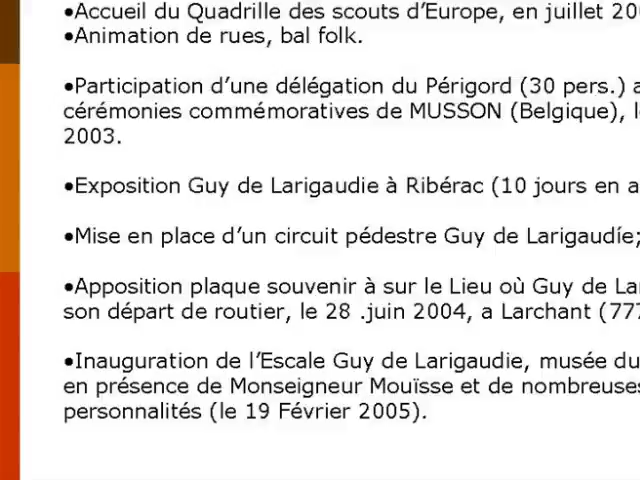 •Accueil du Quadrille des scouts d’Europe, en juillet
•Animation de rues, bal folk.
•Participation d’une délégation du Périgord (30 pers.)
cérémonies commémoratives de MUSSON (Belgique),
2003.
•Exposition Guy de Larigaudie à Ribérac (10 jours en
•Mise en place d’un circuit pédestre Guy de Larigaudíe;
•Apposition plaque souvenir à sur le Lieu où Guy de
son départ de routier, le 28 .juin 2004, a Larchant
•Inauguration de l’Escale Guy de Larigaudie, musée du
en présence de Monseigneur Mouïsse et de nombreuses
personnalités (le 19 Février 2005).